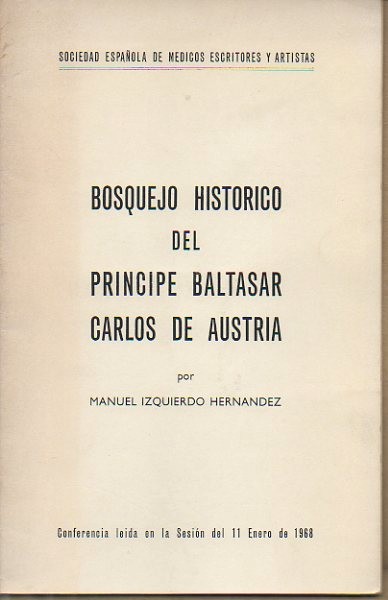 SOCIEDAD ESPAÑOLA DE MEDICOS ESCRITORES Y ARTISTAS
BOSQUEJO HISTORICO
DEL
PRINCIPE BALTASAR
CARLOS DE AUSTRIA
por
MANUEL IZQUIERDO HERNANDEZ
Conferencia leida en la Sesión del 11 Enero de 1968